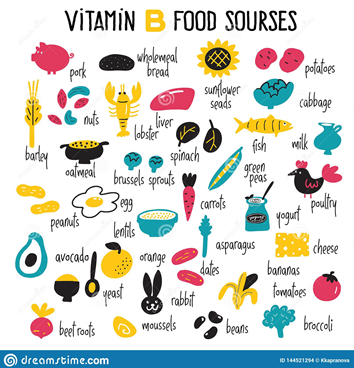 VITAMIN B FOOD SOURSES
pork
wholemeal
bread
sunflower
seads
potatoes
nuts
lobster
liver
cabbage
barley
oatmeal
spinach
fish
milk
brussels sprouts
green
peas
poultry
peanuts
egg
lentils
carrots
yogurt
asparagus
cheese
avocado
orange
dates
bananas
yeast
rabbit
tomatoes
beet roots
moussels
beans
broccoli
dreamstime.com
ID 144521294 © Kkapranova